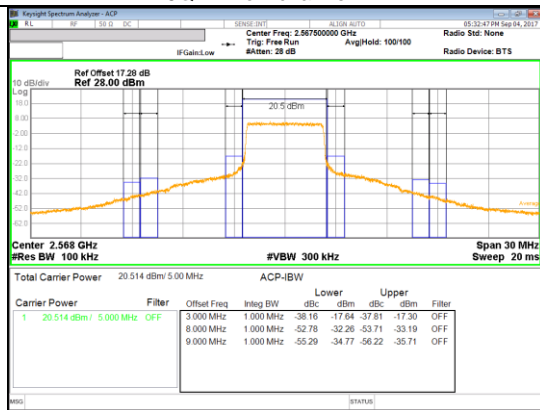 Keysight Spectrum Analyzer - ACP
RL RF 50 Ω DC SENSE:INT ALIGN AUTO 05:32:47 PM Sep 04, 2017
Center Freq: 2.567500000 GHz Radio Std: None
Trig: Free Run Avg|Hold: 100/100
IFGain:Low #Atten: 28 dB Radio Device: BTS
Ref Offset 17.28 dB
10 dB/div Ref 28.00 dBm
Log
18.0
8.00
-2.00
-12.0
-22.0
-32.0
-42.0
-52.0
-62.0
20.5 dBm
Average
Center 2.568 GHz Span 30 MHz
#Res BW 100 kHz #VBW 300 kHz Sweep 20 ms
Total Carrier Power 20.514 dBm/ 5.00 MHz ACP-IBW
Lower Upper
Carrier Power Filter Offset Freq Integ BW dBc dBm dBc dBm Filter
1 20.514 dBm / 5.000 MHz OFF 3.000 MHz 1.000 MHz -38.16 -17.64 -37.81 -17.30 OFF
8.000 MHz 1.000 MHz -52.78 -32.26 -53.71 -33.19 OFF
9.000 MHz 1.000 MHz -55.29 -34.77 -56.22 -35.71 OFF
MSG STATUS